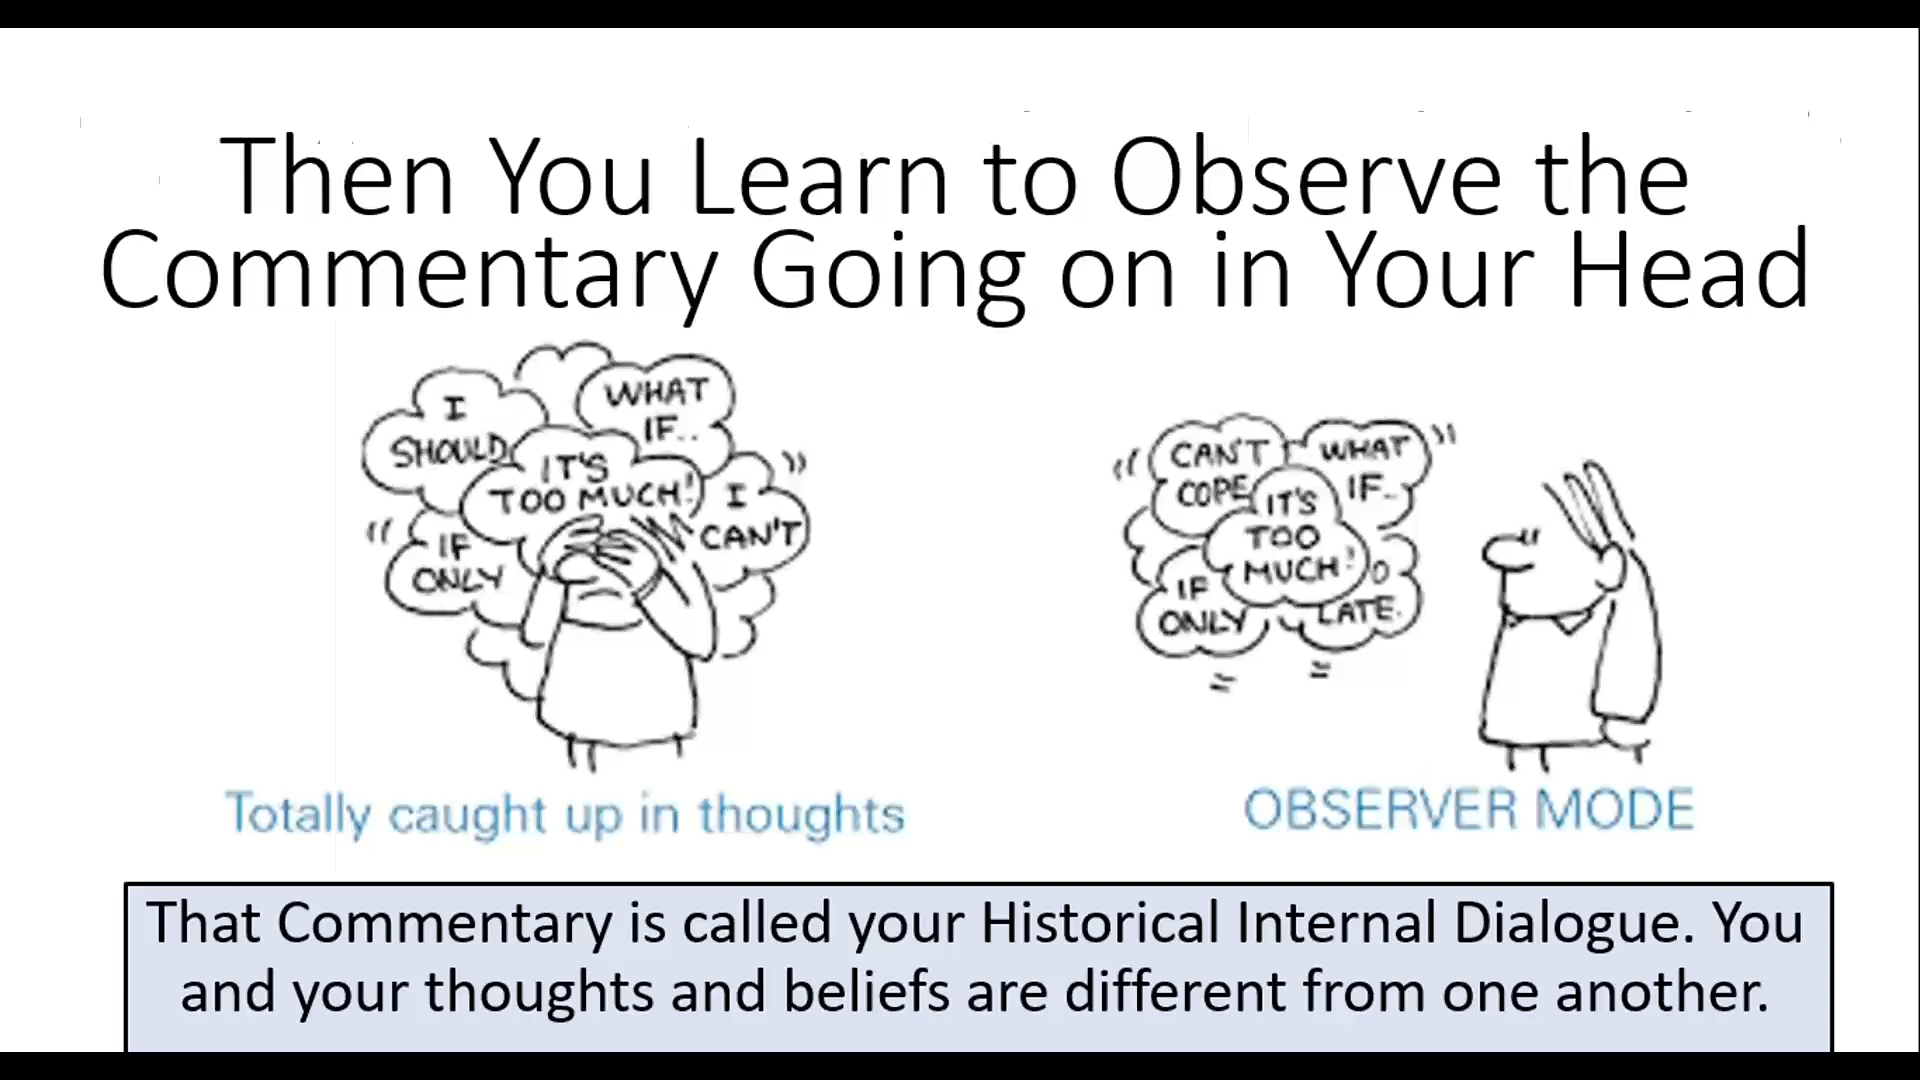 Then You Learn to Observe the
Commentary Going on in Your Head
I
SHOULD
WHAT
IF..
IT'S
TOO MUCH!
I
CAN'T
IF
ONLY
Totally caught up in thoughts
CAN'T
COPE
WHAT
IF..
IT'S
TOO
MUCH!
IF
ONLY
O
LATE.
OBSERVER MODE
That Commentary is called your Historical Internal Dialogue. You
and your thoughts and beliefs are different from one another.